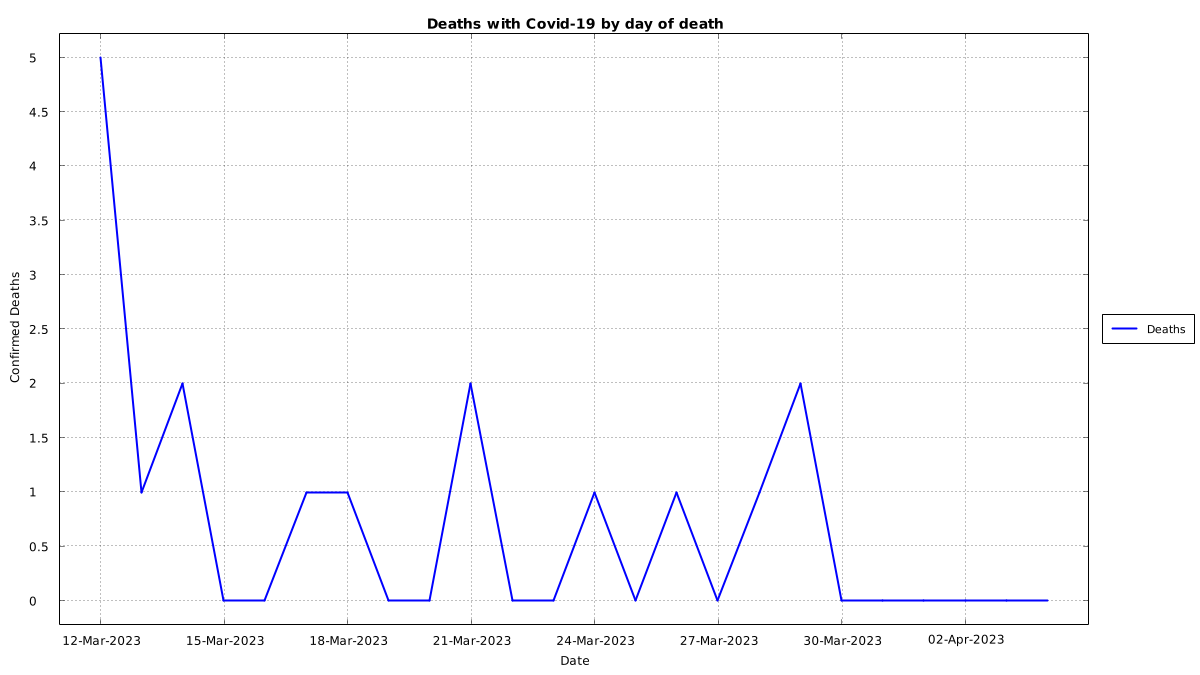 Deaths with Covid-19 by day of death
5
4.5
4
3.5
3
2.5
2
1.5
1
0.5
0
Confirmed Deaths
12-Mar-2023 15-Mar-2023 18-Mar-2023 21-Mar-2023 24-Mar-2023 27-Mar-2023 30-Mar-2023 02-Apr-2023
Date
Deaths